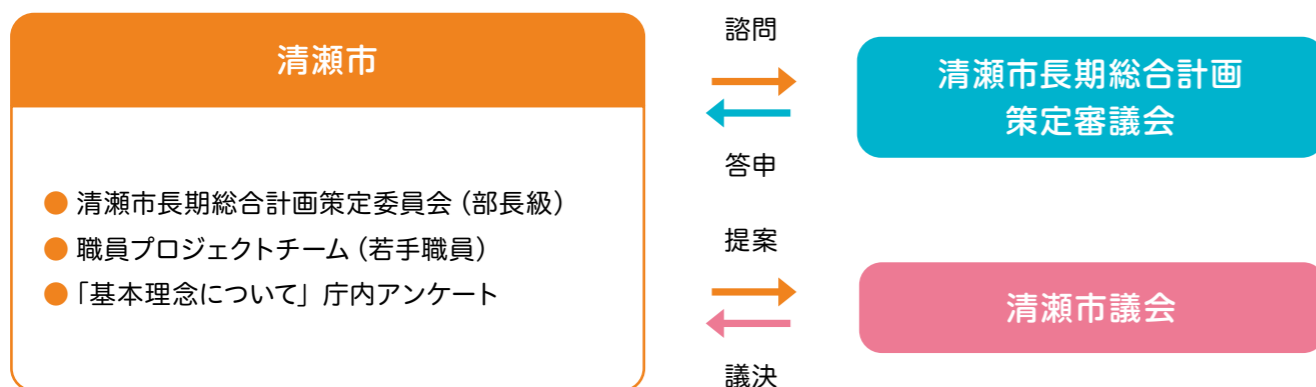 清瀬市
● 清瀬市長期総合計画策定委員会（部長級）
● 職員プロジェクトチーム（若手職員）
● 「基本理念について」庁内アンケート
諮問
答申
清瀬市長期総合計画
策定審議会
提案
議決
清瀬市議会